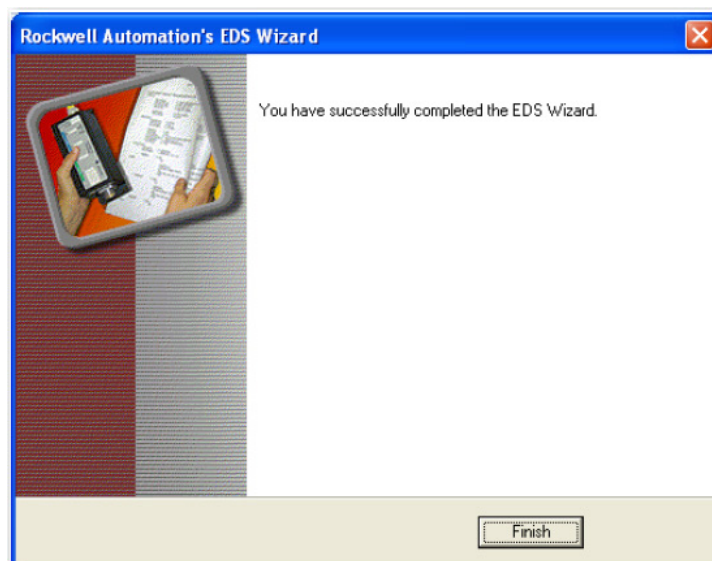 Rockwell Automation's EDS Wizard
You have successfully completed the EDS Wizard.
Finish